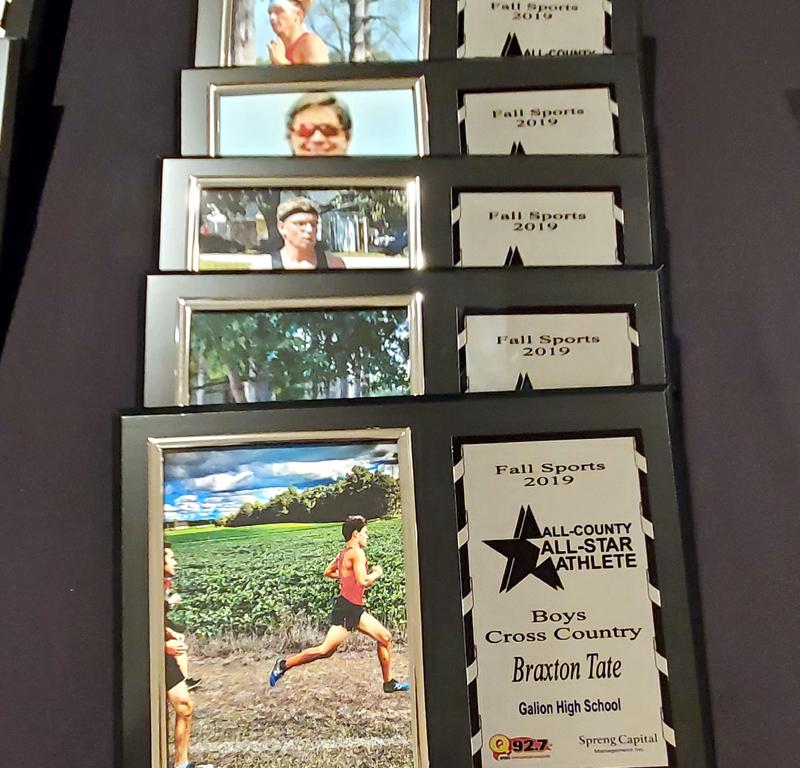 Fall Sports
2019
ALL-COUNTY
Fall Sports
2019
Fall Sports
2019
Fall Sports
2019
Fall Sports
2019
ALL-COUNTY
ALL-STAR
ATHLETE
Boys
Cross Country
Braxton Tate
Galion High School
Q 92.7
Spreng Capital
Management Inc.